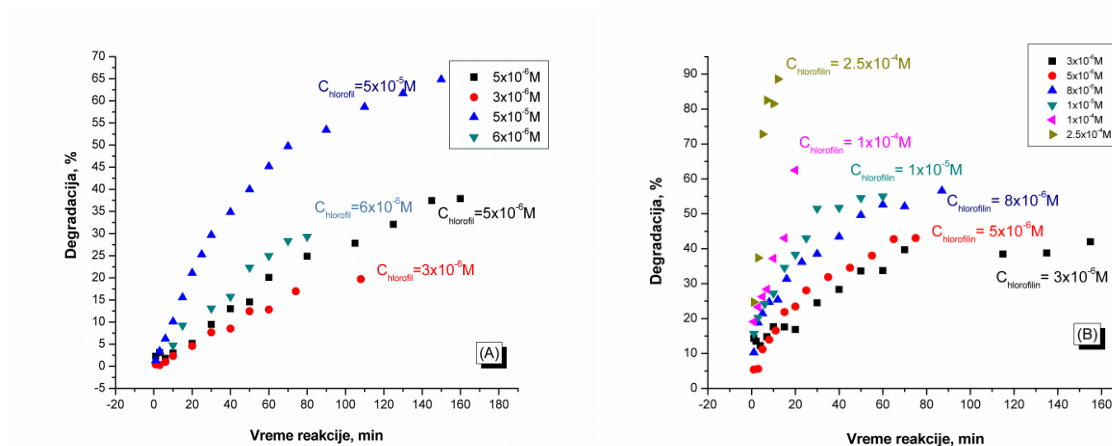 70
65
60
55
50
45
40
35
30
25
20
15
10
5
0
-5
Degradacija, %
-20 0 20 40 60 80 100 120 140 160 180
Vreme reakcije, min
C chlorofil = 5x10⁻⁵M
5x10⁻⁶M
3x10⁻⁶M
5x10⁻⁵M
6x10⁻⁶M
C chlorofil = 6x10⁻⁶M
C chlorofil = 5x10⁻⁶M
C chlorofil = 3x10⁻⁶M
(A)
90
80
70
60
50
40
30
20
10
0
Degradacija, %
-20 0 20 40 60 80 100 120 140 160
Vreme reakcije, min
C hlorofilin = 2.5x10⁻⁴M
3x10⁻⁶M
5x10⁻⁶M
8x10⁻⁶M
1x10⁻⁵M
1x10⁻⁴M
2.5x10⁻⁴M
C hlorofilin = 1x10⁻⁴M
C hlorofilin = 1x10⁻⁵M
C hlorofilin = 8x10⁻⁶M
C hlorofilin = 5x10⁻⁶M
C hlorofilin = 3x10⁻⁶M
(B)